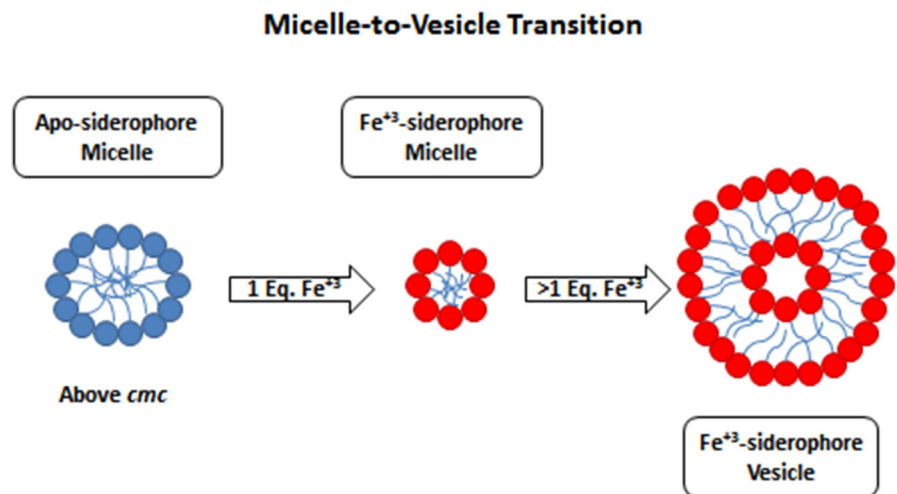 Micelle-to-Vesicle Transition
Apo-siderophore
Micelle
Fe⁺³-siderophore
Micelle
1 Eq. Fe⁺³
>1 Eq. Fe⁺³
Above cmc
Fe⁺³-siderophore
Vesicle